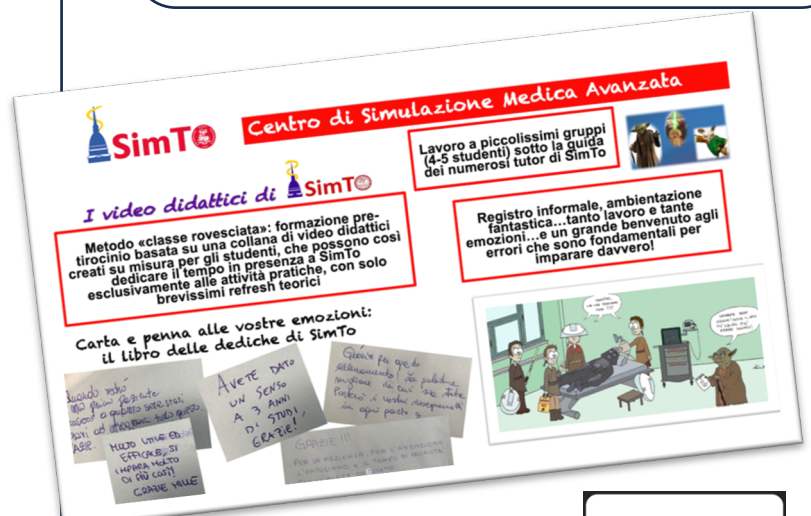 SimTO
Centro di Simulazione Medica Avanzata
I video didattici di SimTO
Metodo «classe rovesciata»: formazione pre-
tirocinio basata su una collana di video didattici
creati su misura per gli studenti, che possono così
dedicare il tempo in presenza a SimTo
esclusivamente alle attività pratiche, con solo
brevissimi refresh teorici
Lavoro a piccolissimi gruppi
(4-5 studenti) sotto la guida
dei numerosi tutor di SimTo
Registro informale, ambientazione
fantastica...tanto lavoro e tante
emozioni...e un grande benvenuto agli
errori che sono fondamentali per
imparare davvero!
Carta e penna alle vostre emozioni:
il libro delle dediche di SimTo
MOLTO UTILE ED
EFFICACE, SI
IMPARA MOLTO
DI PIÙ COSÌ!
GRAZIE MILLE
AVETE DATO
UN SENSO
A 3 ANNI
DI STUDI,
GRAZIE!
in ogni posto
GRAZIE !!!